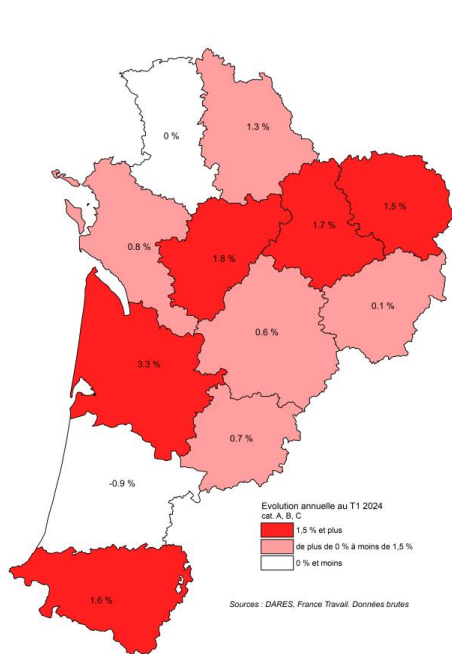 1.3 %
0 %
1.5 %
1.7 %
0.8 %
1.8 %
0.1 %
0.6 %
3.3 %
0.7 %
-0.9 %
Evolution annuelle au T1 2024
cat. A, B, C
1,5 % et plus
de plus de 0 % à moins de 1,5 %
0 % et moins
1.6 %
Sources : DARES, France Travail. Données brutes